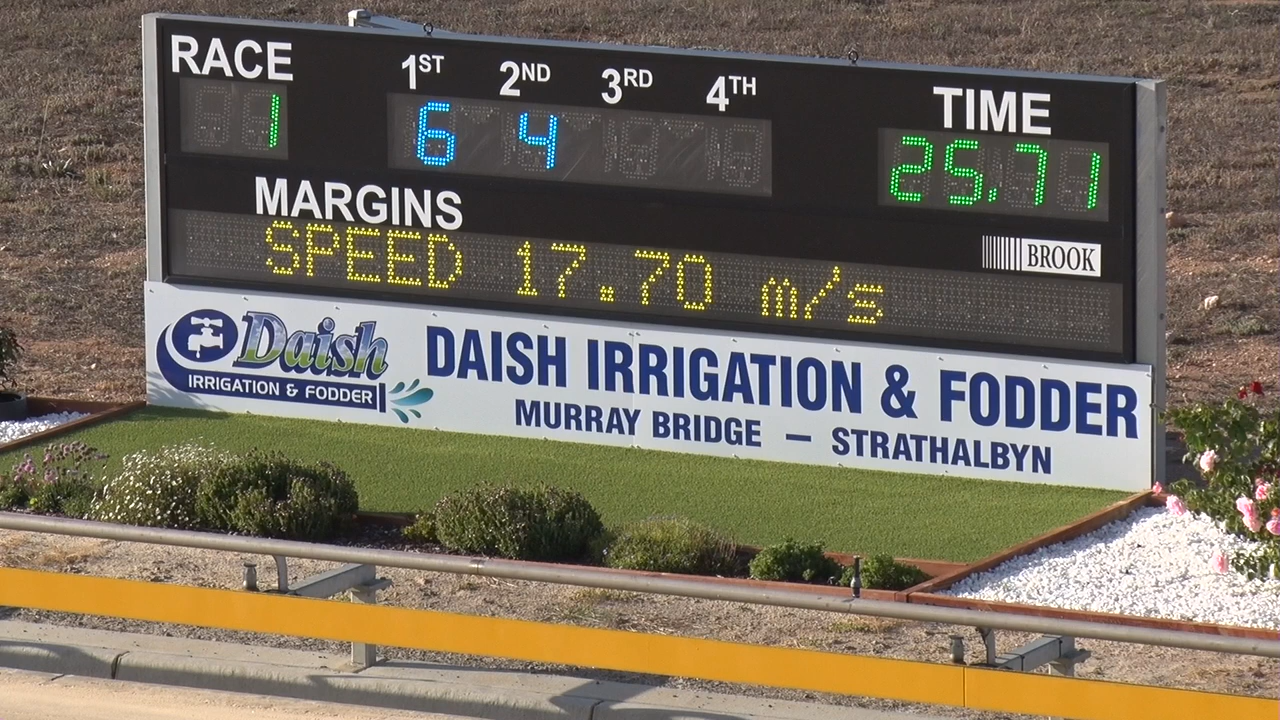 RACE 1ST 2ND 3RD 4TH TIME
1 6 4 25.71
MARGINS
BROOK
SPEED 17.70 m/s
Daish
IRRIGATION & FODDER
DAISH IRRIGATION & FODDER
MURRAY BRIDGE – STRATHALBYN